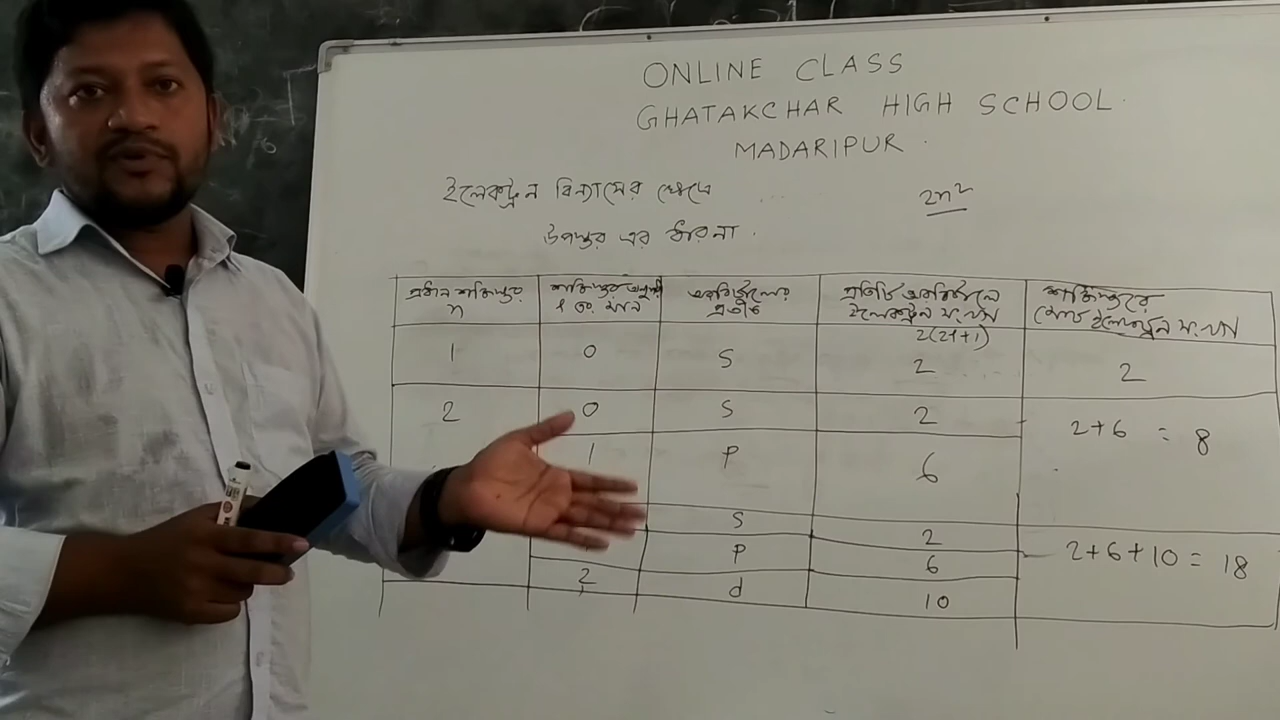 ONLINE CLASS
GHATAKCHAR HIGH SCHOOL.
MADARIPUR.
ইলেকট্রন বিন্যাসের ক্ষেত্রে
2n²
উপস্তর এর ধারনা.
প্রধান শক্তিস্তর
n
মান
অরবিটালের
প্রতীক
প্রতিটি অরবিটালে
ইলেকট্রন সংখ্যা
2(2l+1)
শক্তিস্তরে
মোট ইলেকট্রন সংখ্যা
1 0 S 2 2
2 0 S 2 2+6 = 8
1 P 6
S 2 2+6+10 = 18
P 6
2 d 10